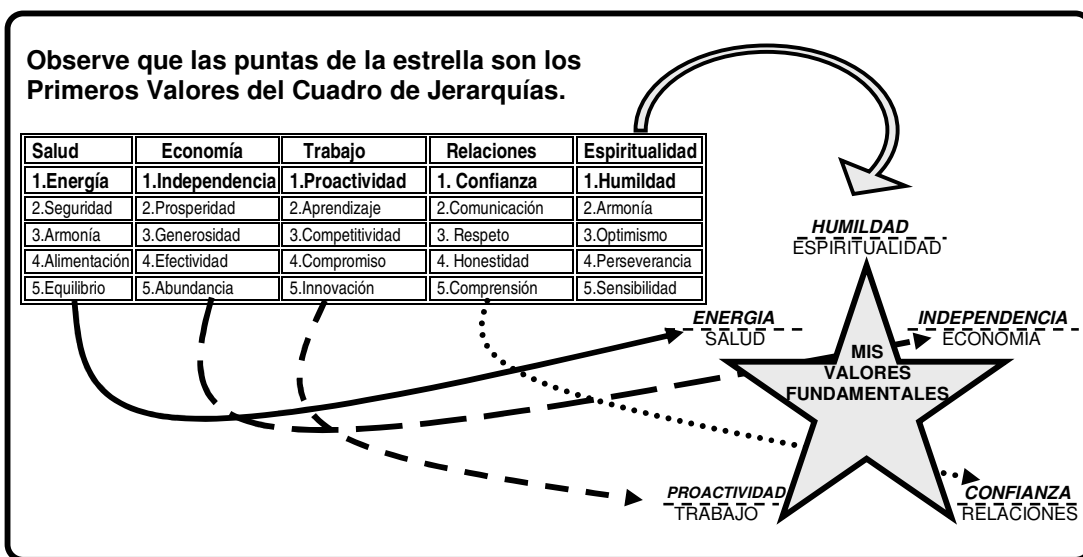 Observe que las puntas de la estrella son los
Primeros Valores del Cuadro de Jerarquías.
Salud Economía Trabajo Relaciones Espiritualidad
1.Energía 1.Independencia 1.Proactividad 1. Confianza 1.Humildad
2.Seguridad 2.Prosperidad 2.Aprendizaje 2.Comunicación 2.Armonía
3.Armonía 3.Generosidad 3.Competitividad 3. Respeto 3.Optimismo
4.Alimentación 4.Efectividad 4.Compromiso 4. Honestidad 4.Perseverancia
5.Equilibrio 5.Abundancia 5.Innovación 5.Comprensión 5.Sensibilidad
HUMILDAD
ESPIRITUALIDAD
ENERGIA
SALUD
INDEPENDENCIA
ECONOMIA
MIS
VALORES
FUNDAMENTALES
PROACTIVIDAD
TRABAJO
CONFIANZA
RELACIONES